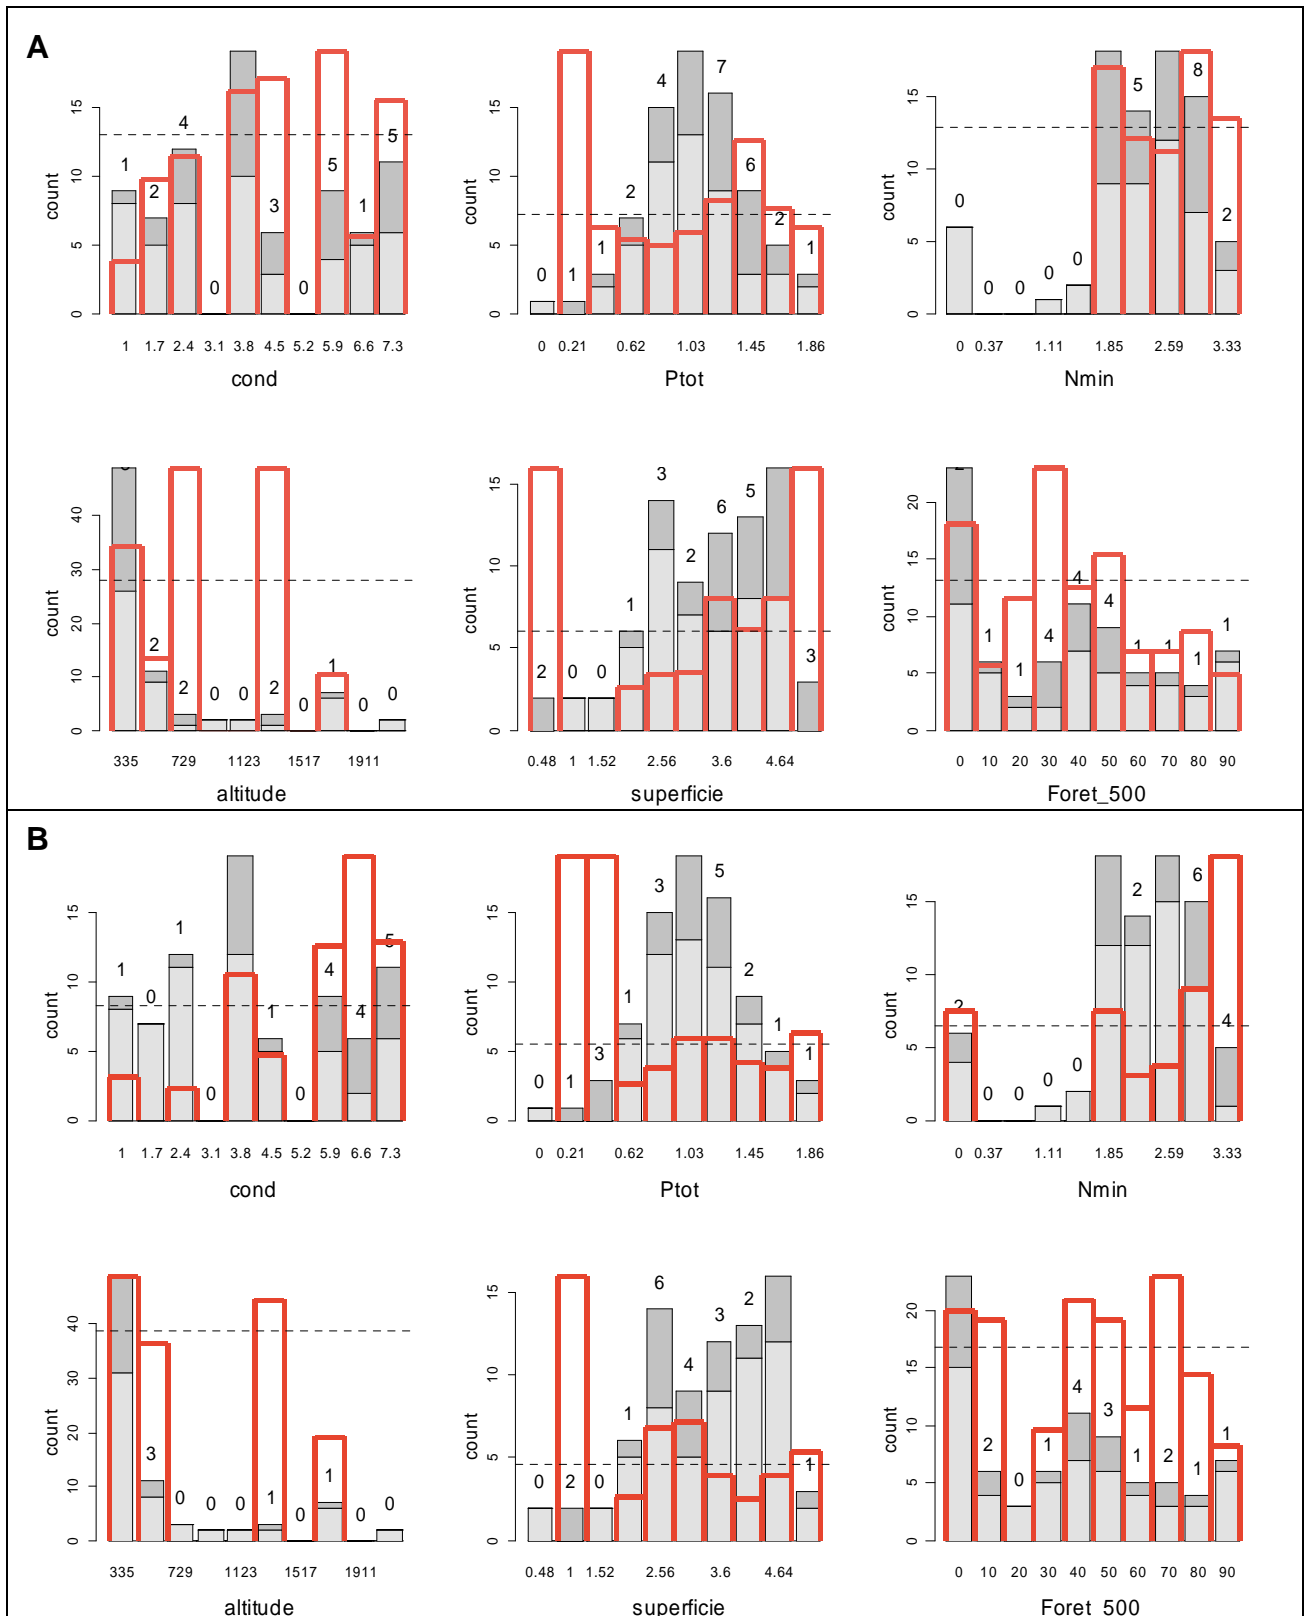 A
1 2 4 0 3 0 5 1 5
count
0 5 10 15
1 1.7 2.4 3.1 3.8 4.5 5.2 5.9 6.6 7.3
cond
0 1 1 2 4 7 6 2 1
count
0 5 10 15
0 0.21 0.62 1.03 1.45 1.86
Ptot
0 0 0 0 0 5 8 2
count
0 5 10 15
0 0.37 1.11 1.85 2.59 3.33
Nmin
2 2 0 0 2 0 1 0 0
count
0 10 20 30 40
335 729 1123 1517 1911
altitude
2 0 0 1 3 2 6 5 3
count
0 5 10 15
0.48 1 1.52 2.56 3.6 4.64
superficie
1 1 4 4 4 1 1 1 1
count
0 5 10 15 20
0 10 20 30 40 50 60 70 80 90
Foret_500
B
1 0 1 0 1 0 4 4 5
count
0 5 10 15
1 1.7 2.4 3.1 3.8 4.5 5.2 5.9 6.6 7.3
cond
0 1 3 1 3 5 2 1 1
count
0 5 10 15
0 0.21 0.62 1.03 1.45 1.86
Ptot
2 0 0 0 0 2 6 4
count
0 5 10 15
0 0.37 1.11 1.85 2.59 3.33
Nmin
3 0 0 0 1 0 1 0 0
count
0 10 20 30 40
335 729 1123 1517 1911
altitude
0 2 0 1 6 4 3 2 1
count
0 5 10 15
0.48 1 1.52 2.56 3.6 4.64
superficie
2 0 1 4 3 1 2 1 1
count
0 5 10 15 20
0 10 20 30 40 50 60 70 80 90
Foret_500